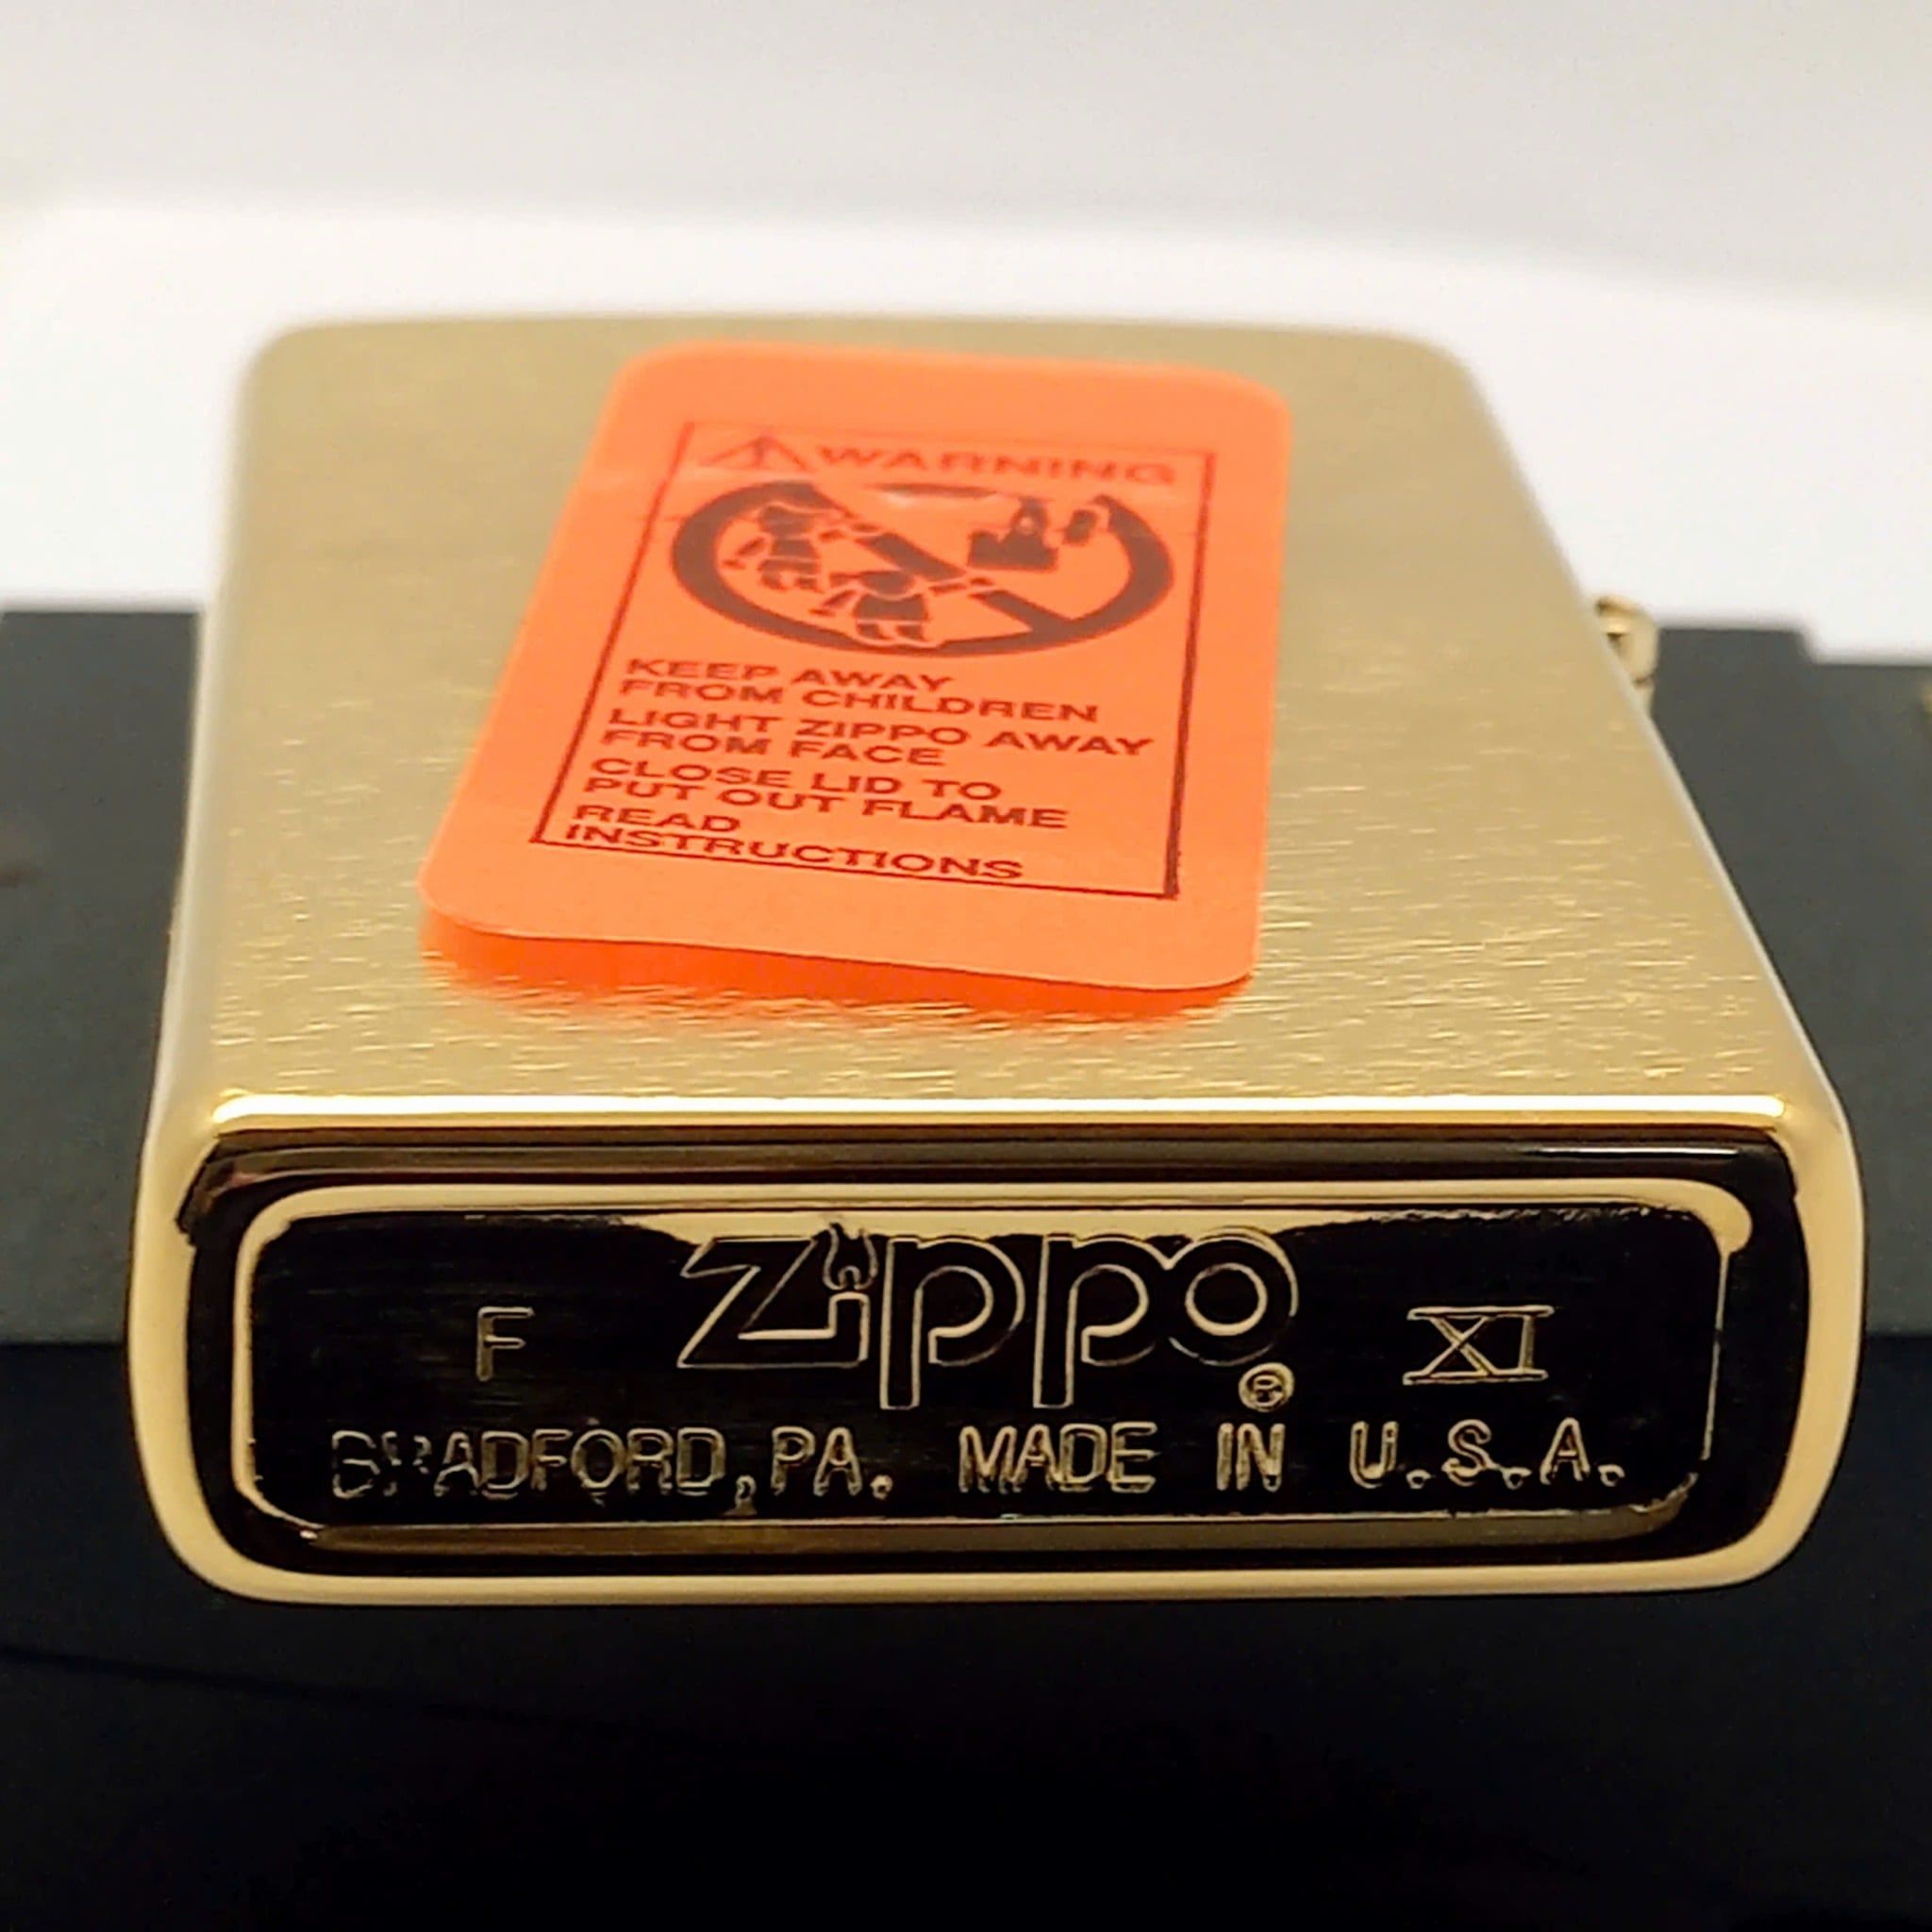 WARNING
KEEP AWAY
FROM CHILDREN
LIGHT ZIPPO AWAY
FROM FACE
CLOSE LID TO
PUT OUT FLAME
READ
INSTRUCTIONS
F Zippo® XI
BRADFORD, PA. MADE IN U.S.A.